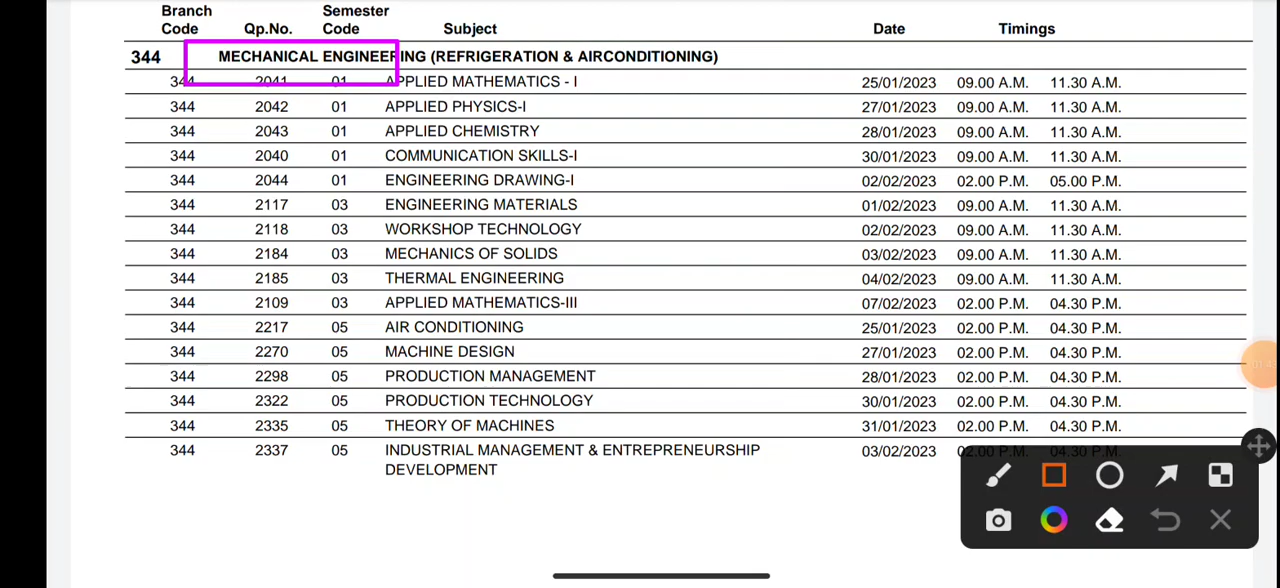 Branch Code Qp.No. Semester Code Subject Date Timings
344 MECHANICAL ENGINEERING (REFRIGERATION & AIRCONDITIONING)
344 2041 01 APPLIED MATHEMATICS - I 25/01/2023 09.00 A.M. 11.30 A.M.
344 2042 01 APPLIED PHYSICS-I 27/01/2023 09.00 A.M. 11.30 A.M.
344 2043 01 APPLIED CHEMISTRY 28/01/2023 09.00 A.M. 11.30 A.M.
344 2040 01 COMMUNICATION SKILLS-I 30/01/2023 09.00 A.M. 11.30 A.M.
344 2044 01 ENGINEERING DRAWING-I 02/02/2023 02.00 P.M. 05.00 P.M.
344 2117 03 ENGINEERING MATERIALS 01/02/2023 09.00 A.M. 11.30 A.M.
344 2118 03 WORKSHOP TECHNOLOGY 02/02/2023 09.00 A.M. 11.30 A.M.
344 2184 03 MECHANICS OF SOLIDS 03/02/2023 09.00 A.M. 11.30 A.M.
344 2185 03 THERMAL ENGINEERING 04/02/2023 09.00 A.M. 11.30 A.M.
344 2109 03 APPLIED MATHEMATICS-III 07/02/2023 02.00 P.M. 04.30 P.M.
344 2217 05 AIR CONDITIONING 25/01/2023 02.00 P.M. 04.30 P.M.
344 2270 05 MACHINE DESIGN 27/01/2023 02.00 P.M. 04.30 P.M.
344 2298 05 PRODUCTION MANAGEMENT 28/01/2023 02.00 P.M. 04.30 P.M.
344 2322 05 PRODUCTION TECHNOLOGY 30/01/2023 02.00 P.M. 04.30 P.M.
344 2335 05 THEORY OF MACHINES 31/01/2023 02.00 P.M. 04.30 P.M.
344 2337 05 INDUSTRIAL MANAGEMENT & ENTREPRENEURSHIP 03/02/2023 02.00 P.M. 04.30 P.M.
DEVELOPMENT